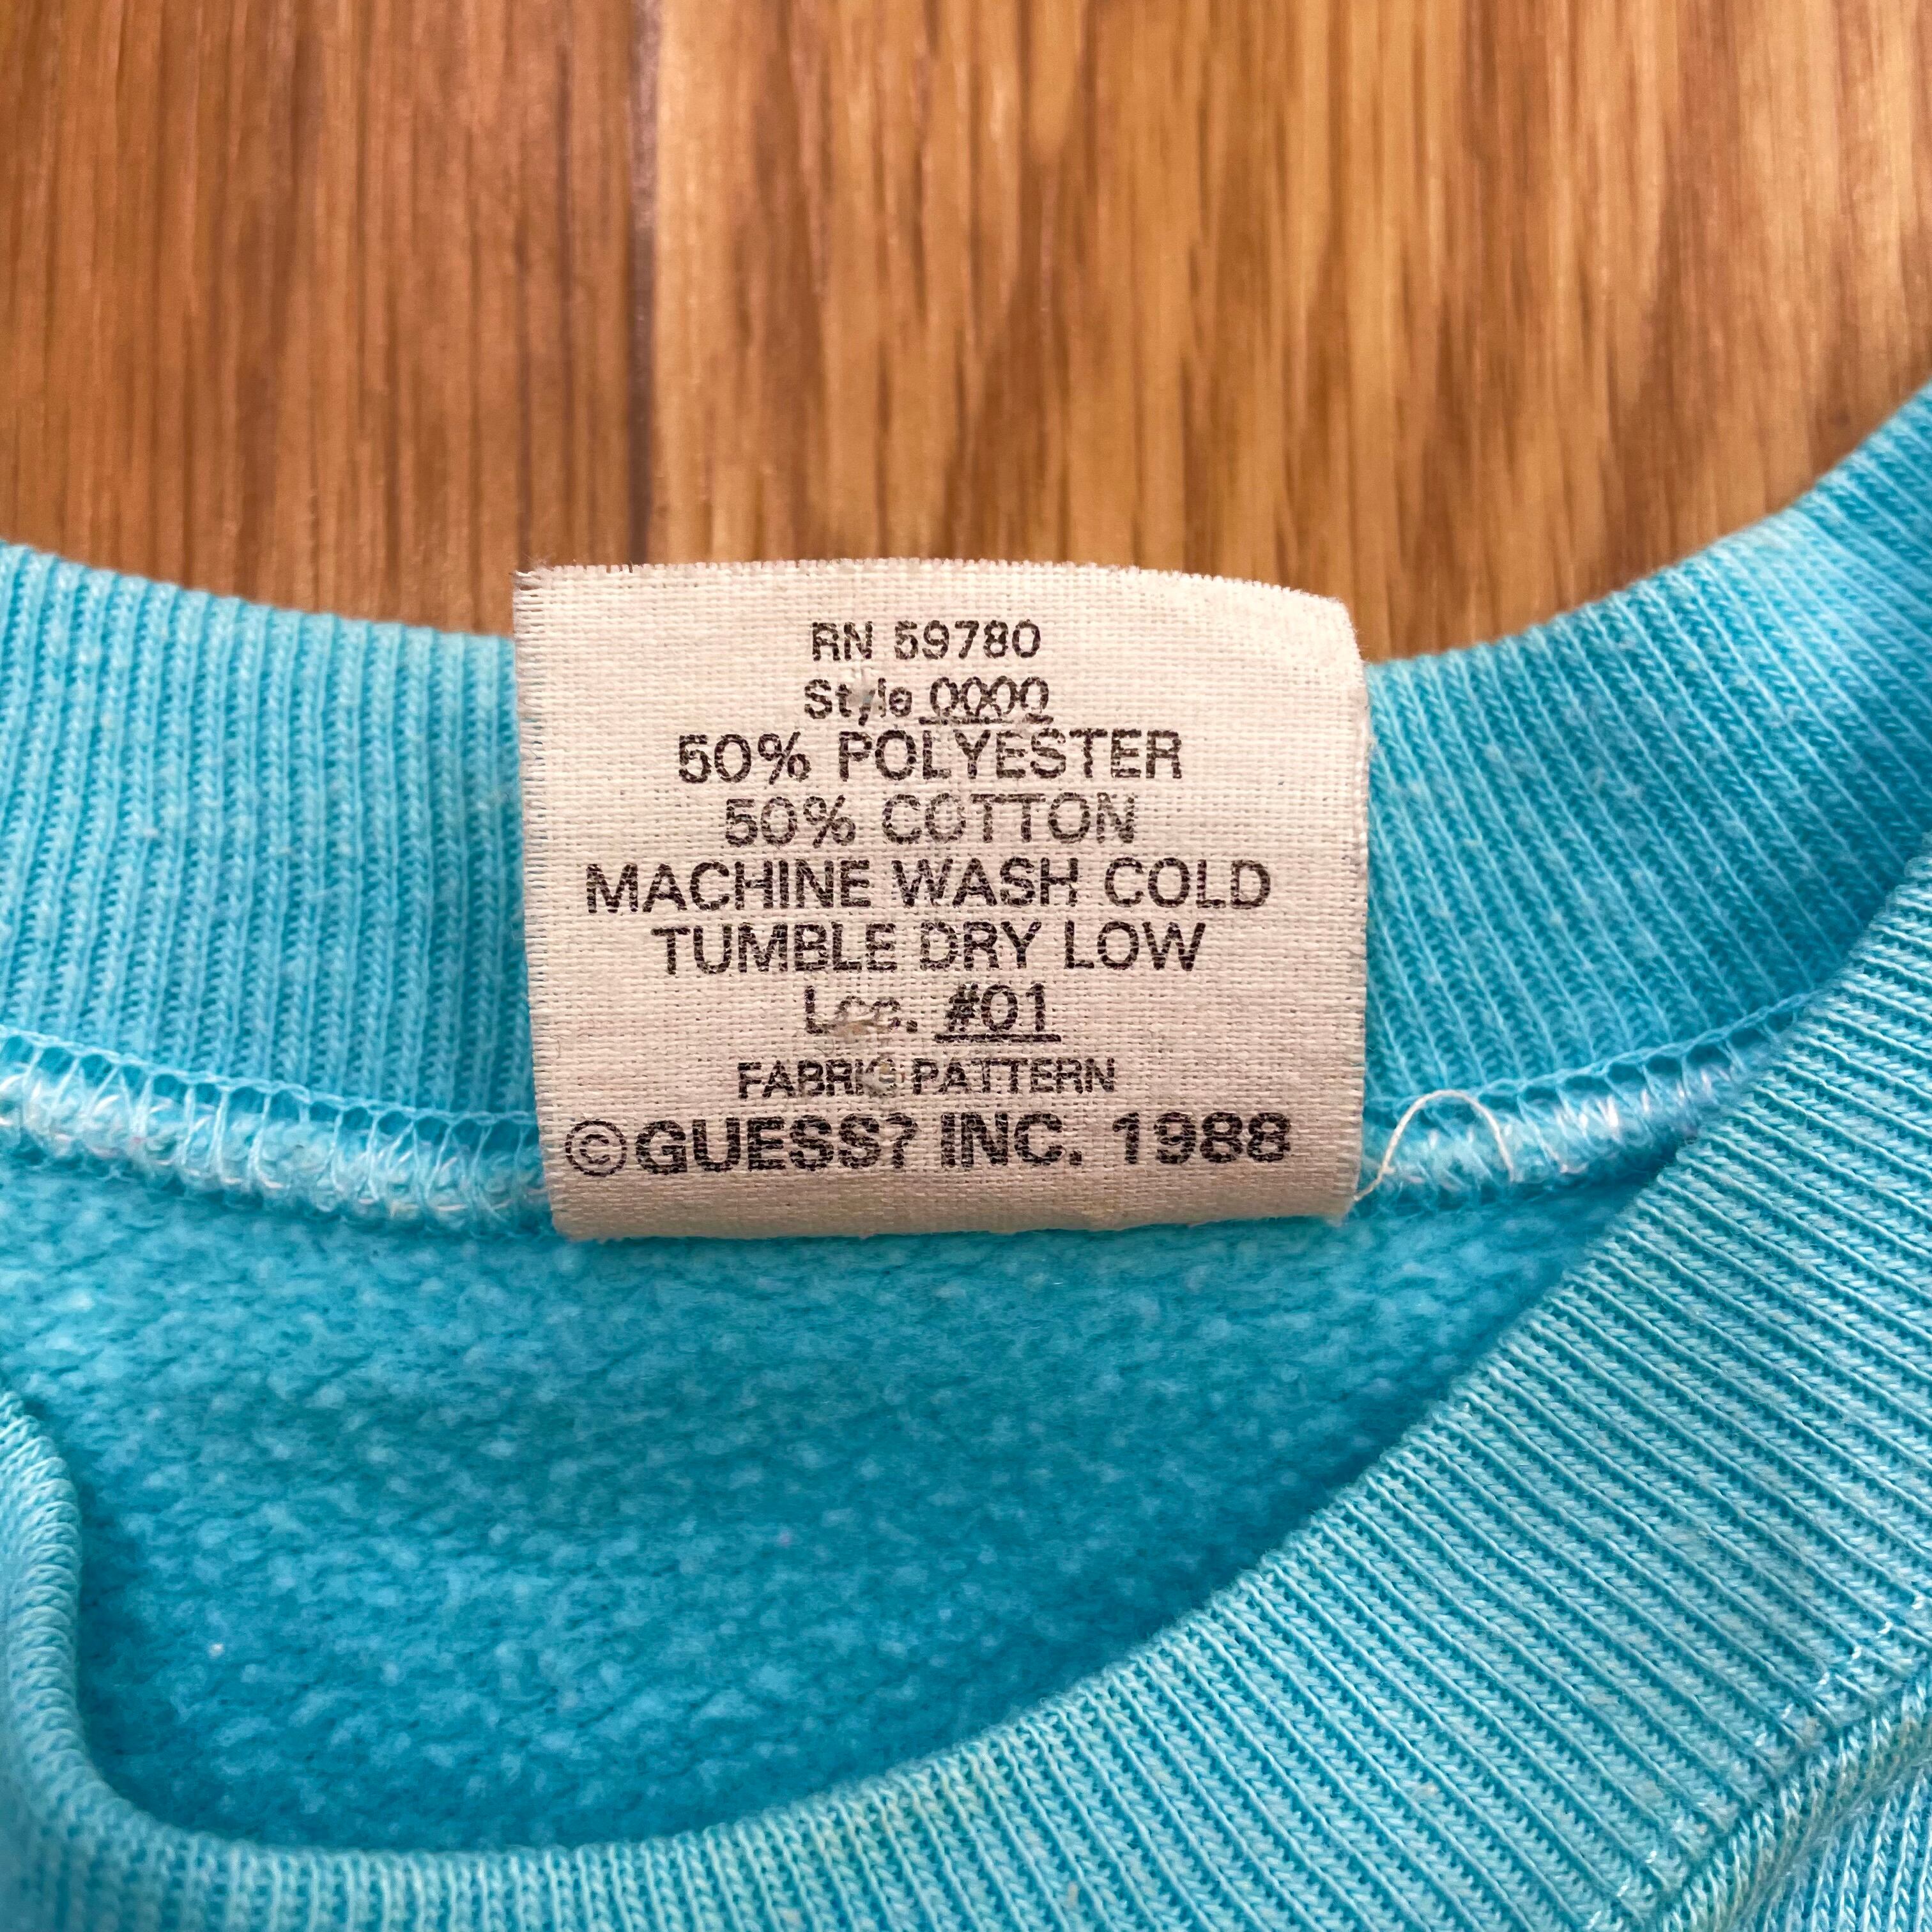 RN 59780
Style 0000
50% POLYESTER
50% COTTON
MACHINE WASH COLD
TUMBLE DRY LOW
Loc. #01
FABRIC PATTERN
©GUESS? INC. 1988